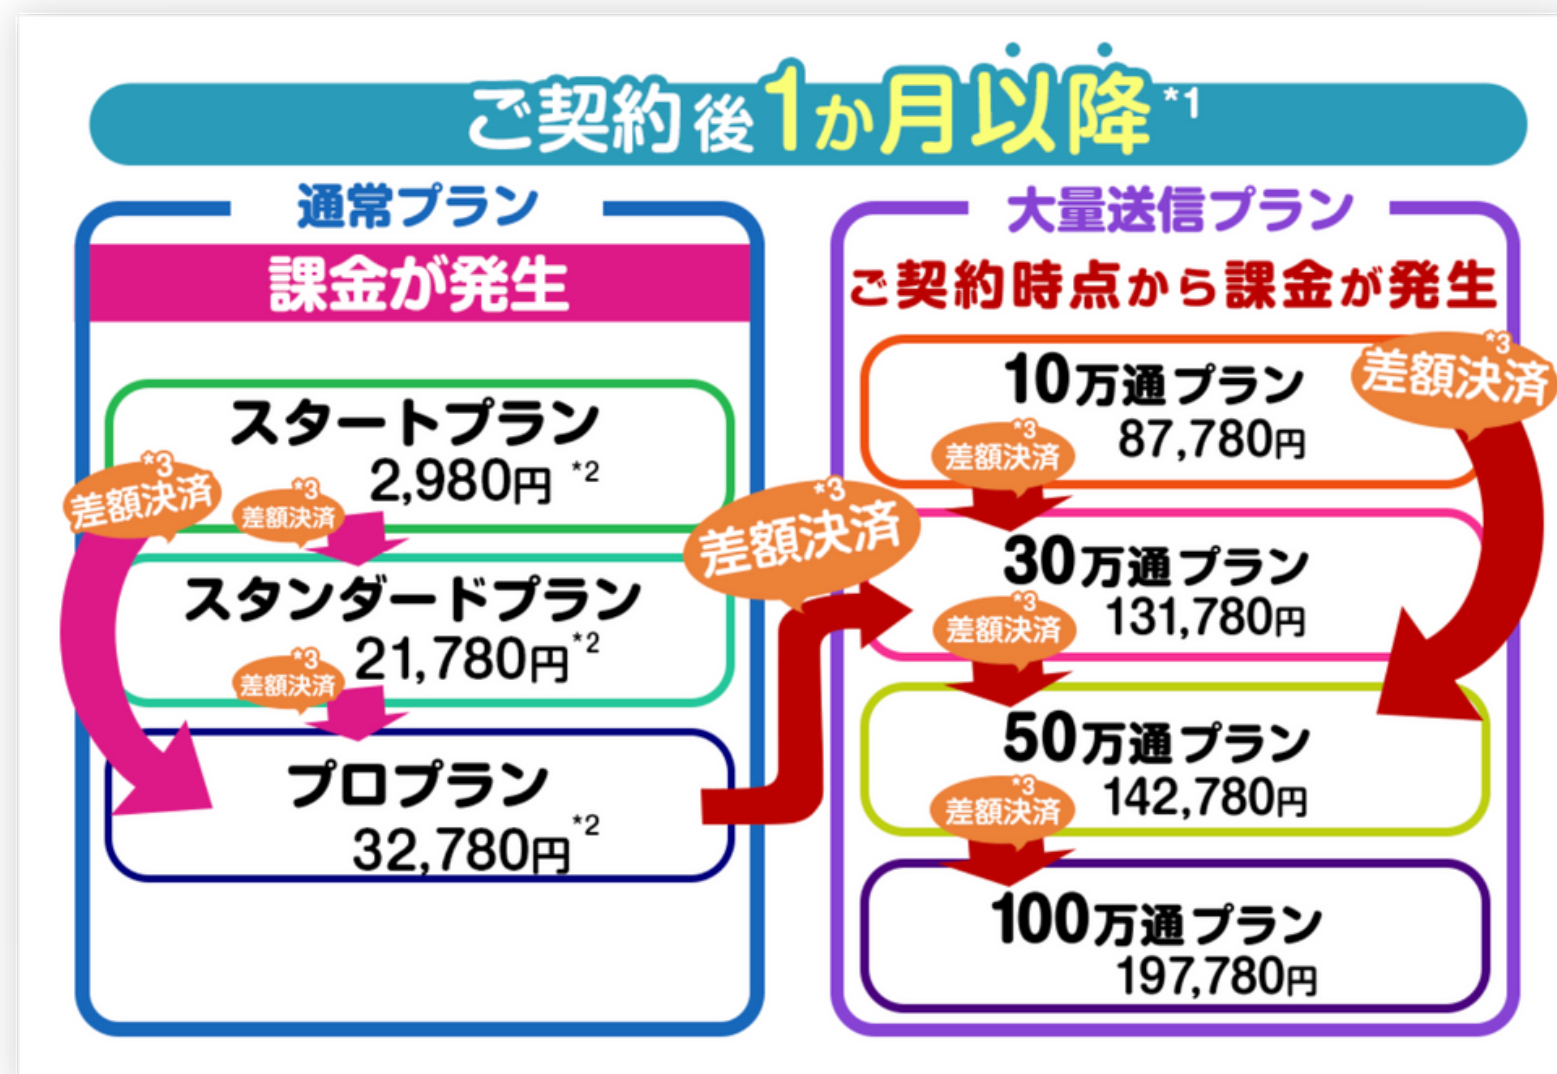 ご契約後1か月以降*1
通常プラン
課金が発生
スタートプラン
2,980円 *2
*3
差額決済
*3
差額決済
スタンダードプラン
21,780円*2
*3
差額決済
プロプラン
32,780円*2
*3
差額決済
大量送信プラン
ご契約時点から課金が発生
10万通プラン
87,780円
*3
差額決済
*3
差額決済
30万通プラン
131,780円
*3
差額決済
50万通プラン
142,780円
*3
差額決済
100万通プラン
197,780円